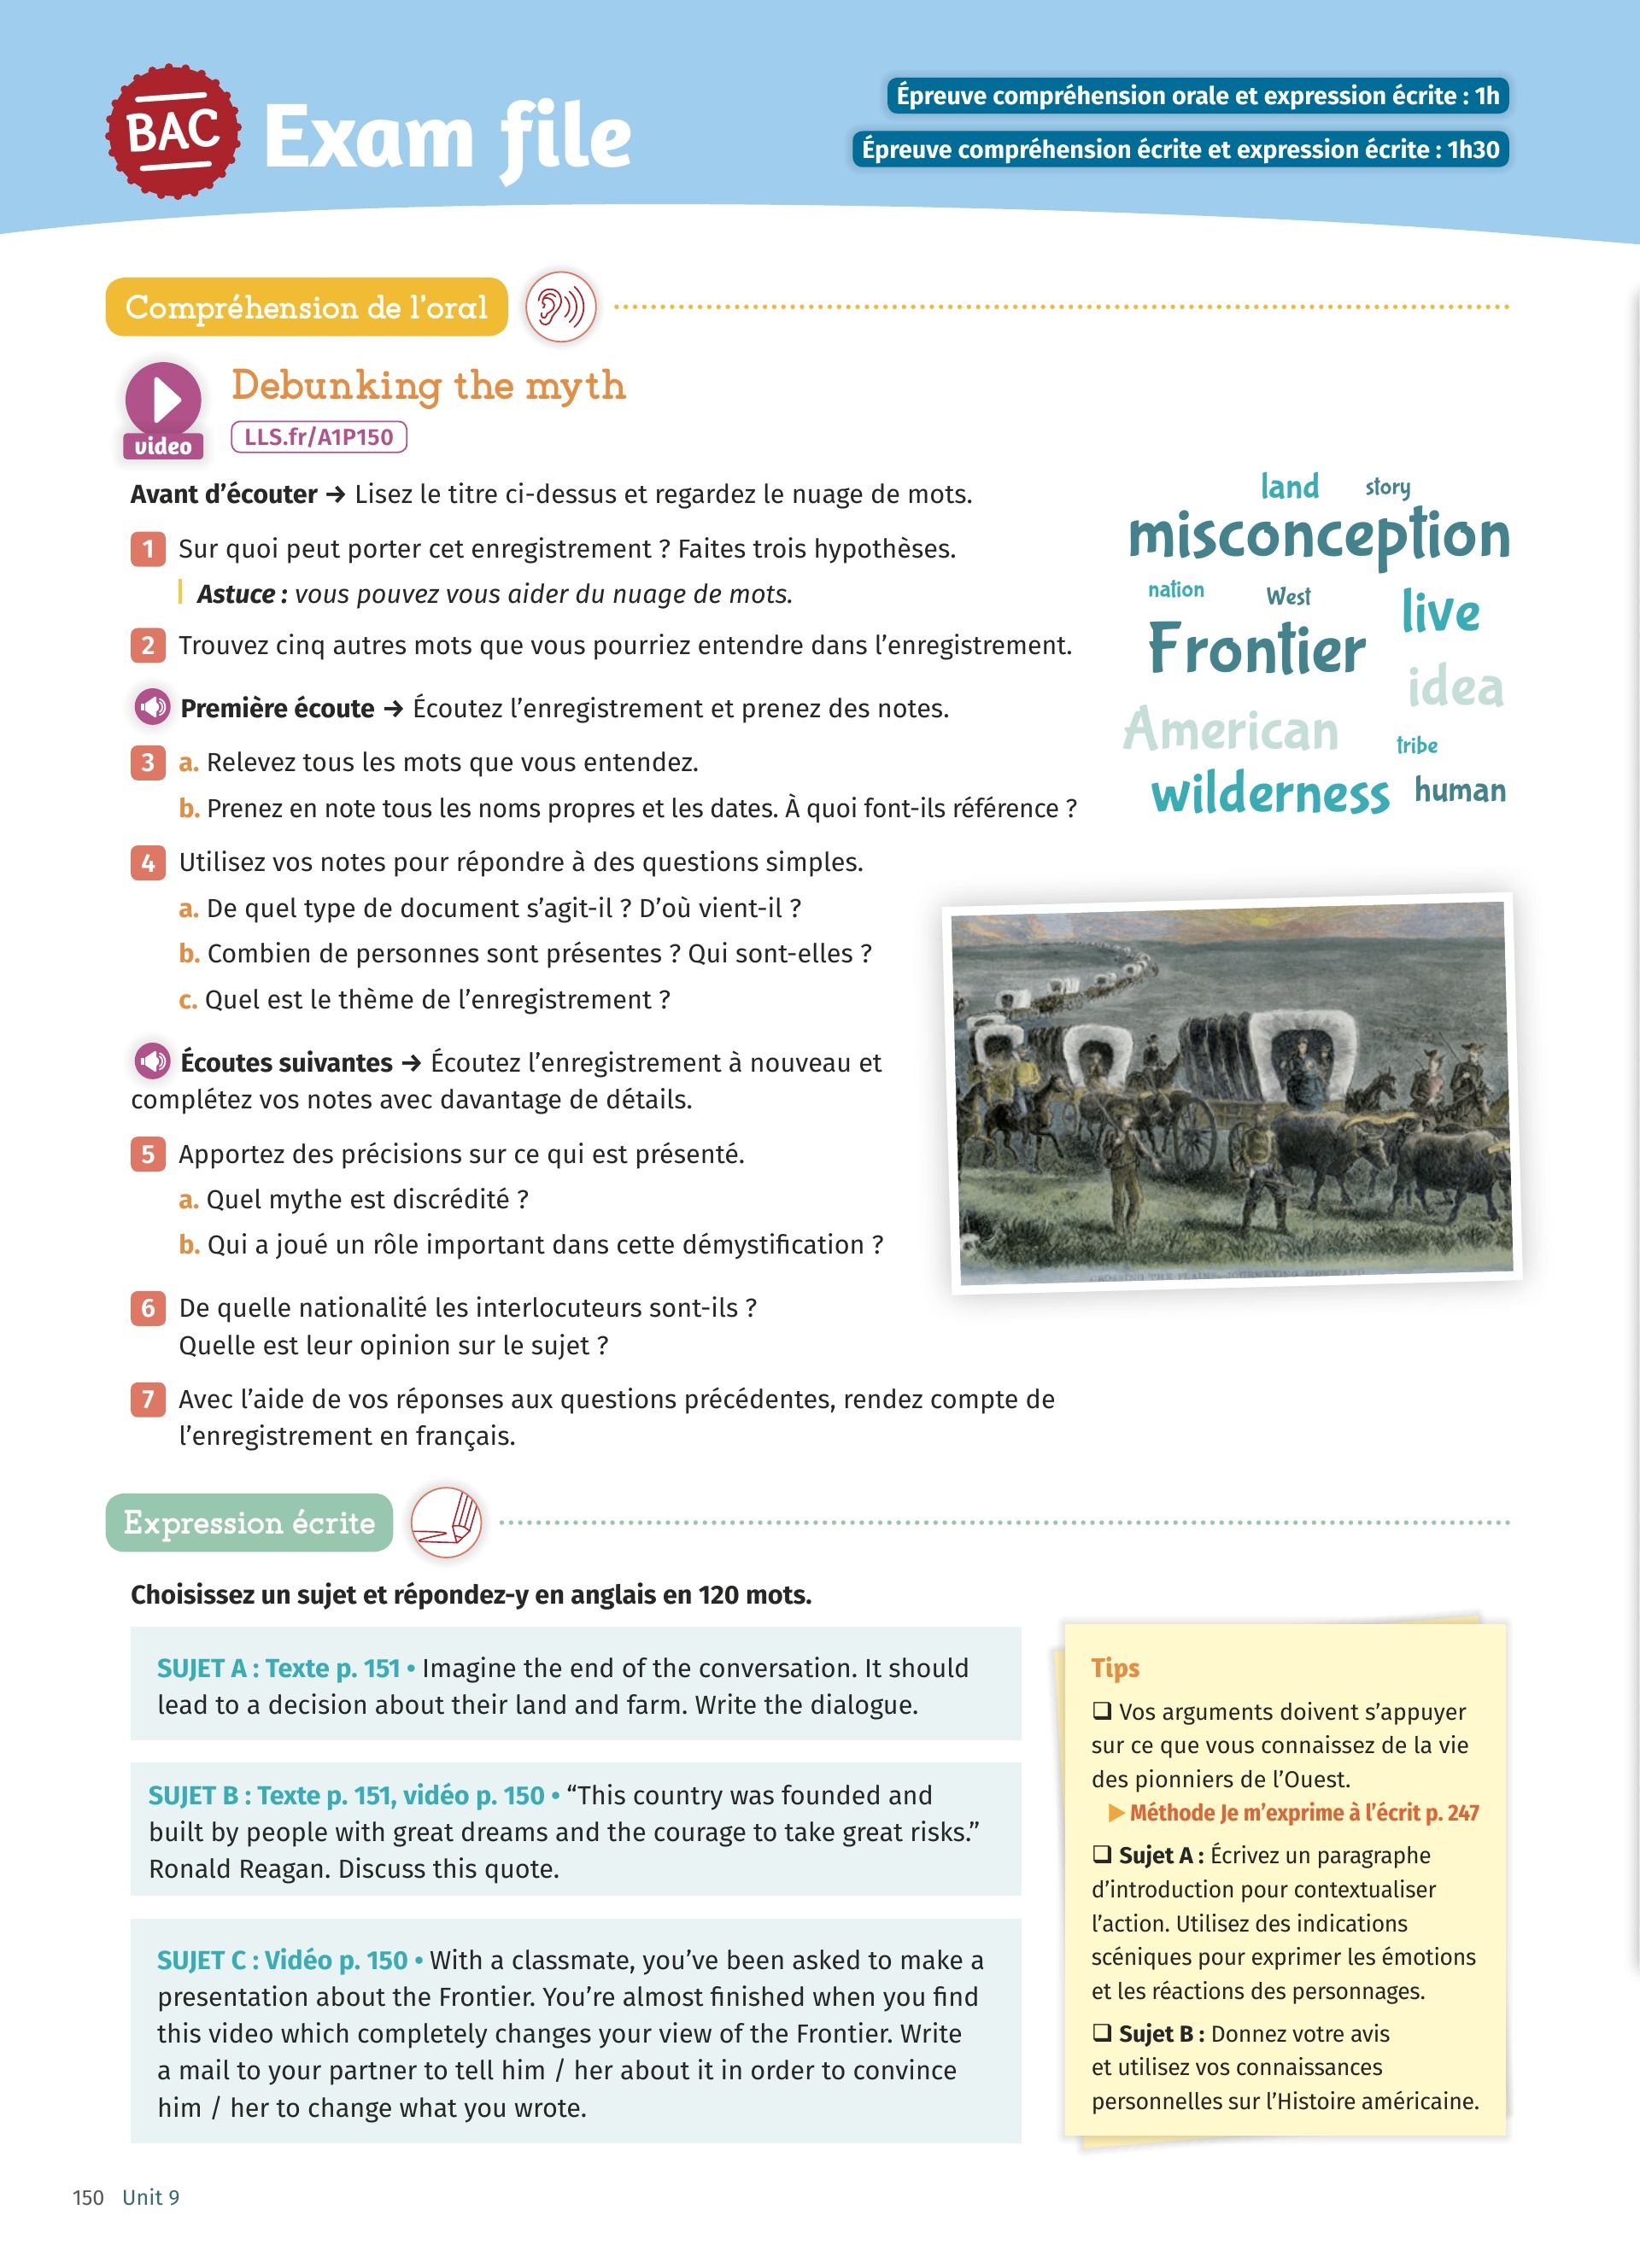 BAC
Exam file
Épreuve compréhension orale et expression écrite : 1h
Épreuve compréhension écrite et expression écrite : 1h30
Compréhension de l'oral
video
Debunking the myth
LLS.fr/A1P150
Avant d'écouter → Lisez le titre ci-dessus et regardez le nuage de mots.
1 Sur quoi peut porter cet enregistrement ? Faites trois hypothèses.
Astuce : vous pouvez vous aider du nuage de mots.
2 Trouvez cinq autres mots que vous pourriez entendre dans l'enregistrement.
Première écoute → Écoutez l'enregistrement et prenez des notes.
3 a. Relevez tous les mots que vous entendez.
b. Prenez en note tous les noms propres et les dates. À quoi font-ils référence ?
4 Utilisez vos notes pour répondre à des questions simples.
a. De quel type de document s'agit-il ? D'où vient-il ?
b. Combien de personnes sont présentes ? Qui sont-elles ?
c. Quel est le thème de l'enregistrement ?
Écoutes suivantes → Écoutez l'enregistrement à nouveau et
complétez vos notes avec davantage de détails.
5 Apportez des précisions sur ce qui est présenté.
a. Quel mythe est discrédité ?
b. Qui a joué un rôle important dans cette démystification ?
6 De quelle nationalité les interlocuteurs sont-ils ?
Quelle est leur opinion sur le sujet ?
7 Avec l'aide de vos réponses aux questions précédentes, rendez compte de
l'enregistrement en français.
land story
misconception
nation West live
Frontier
idea
American
tribe
wilderness human
Expression écrite
Choisissez un sujet et répondez-y en anglais en 120 mots.
SUJET A : Texte p. 151 • Imagine the end of the conversation. It should
lead to a decision about their land and farm. Write the dialogue.
SUJET B : Texte p. 151, vidéo p. 150 • “This country was founded and
built by people with great dreams and the courage to take great risks.”
Ronald Reagan. Discuss this quote.
SUJET C : Vidéo p. 150 • With a classmate, you've been asked to make a
presentation about the Frontier. You're almost finished when you find
this video which completely changes your view of the Frontier. Write
a mail to your partner to tell him / her about it in order to convince
him / her to change what you wrote.
Tips
❑ Vos arguments doivent s'appuyer
sur ce que vous connaissez de la vie
des pionniers de l'Ouest.
▶ Méthode Je m'exprime à l'écrit p. 247
❑ Sujet A : Écrivez un paragraphe
d'introduction pour contextualiser
l'action. Utilisez des indications
scéniques pour exprimer les émotions
et les réactions des personnages.
❑ Sujet B : Donnez votre avis
et utilisez vos connaissances
personnelles sur l'Histoire américaine.
150 Unit 9